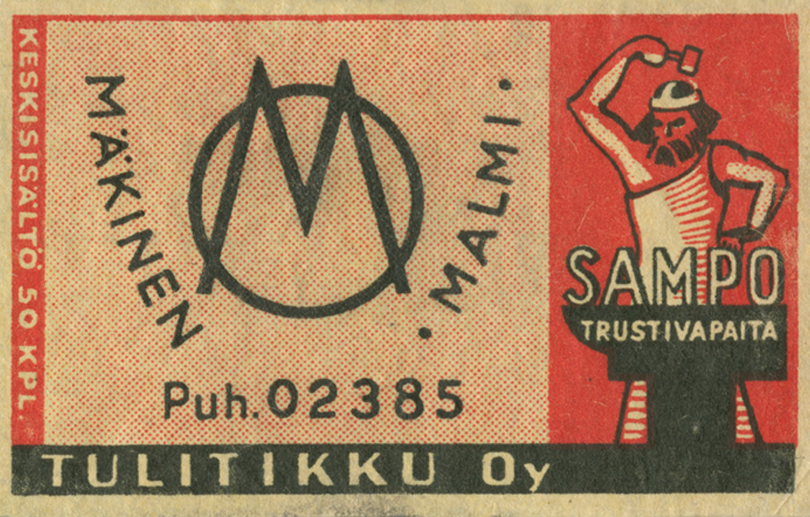 KESKISISÄLTÖ 50 KPL.
M
MÄKINEN
• MALMI •
Puh. 02385
SAMPO
TRUSTIVAPAITA
TULITIKKU Oy